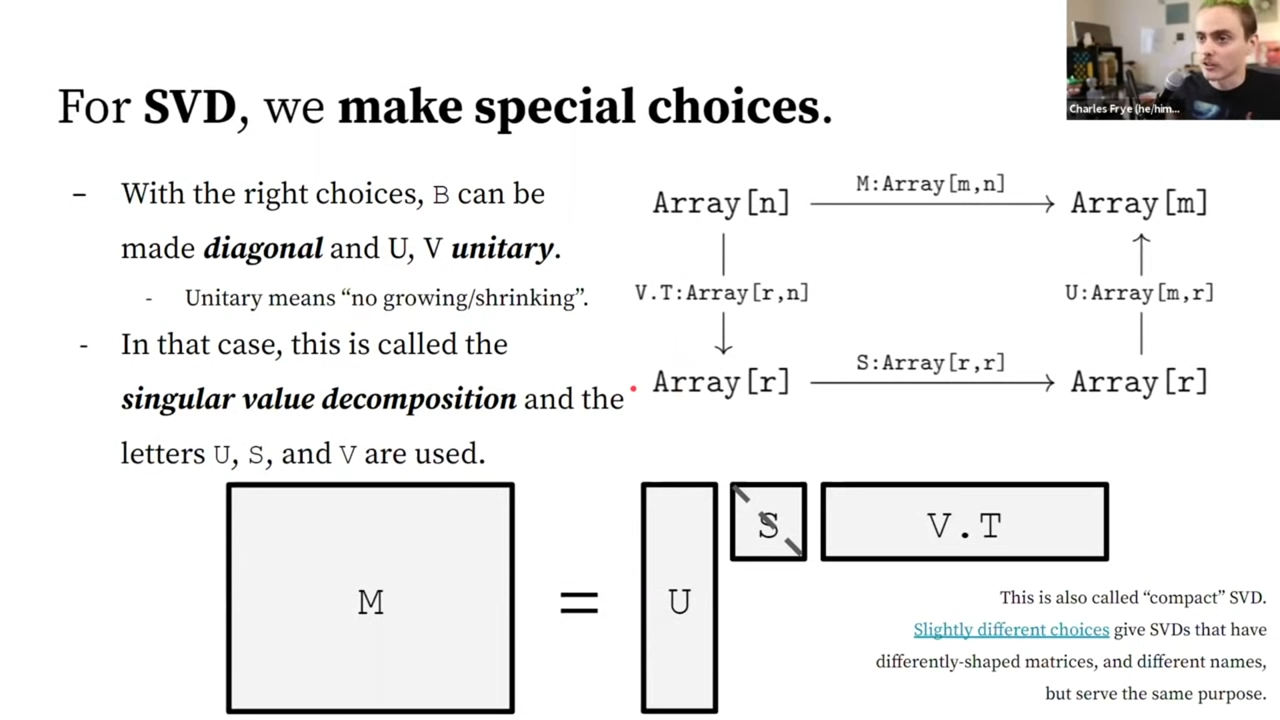 Charles Frye (he/him...
For SVD, we make special choices.
– With the right choices, B can be
made diagonal and U, V unitary.
- Unitary means “no growing/shrinking”.
- In that case, this is called the
singular value decomposition and the
letters U, S, and V are used.
Array[n] M:Array[m,n] Array[m]
V.T:Array[r,n] U:Array[m,r]
Array[r] S:Array[r,r] Array[r]
M = U S V.T
This is also called “compact” SVD.
Slightly different choices give SVDs that have
differently-shaped matrices, and different names,
but serve the same purpose.